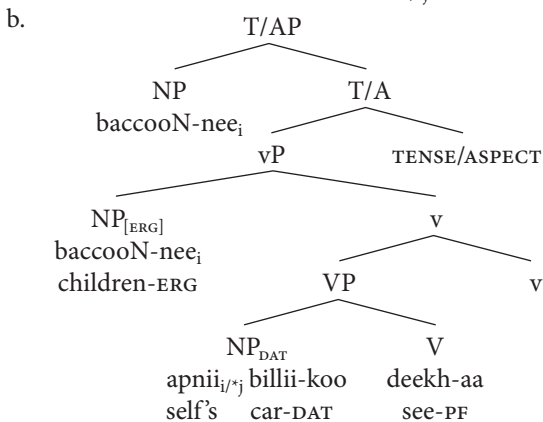 b.
T/AP
NP T/A
baccooN-neeᵢ
vP TENSE/ASPECT
NP[ERG] v
baccooN-neeᵢ
children-ERG VP v
NP_DAT V
apniiᵢ/*ⱼ billii-koo deekh-aa
self's car-DAT see-PF